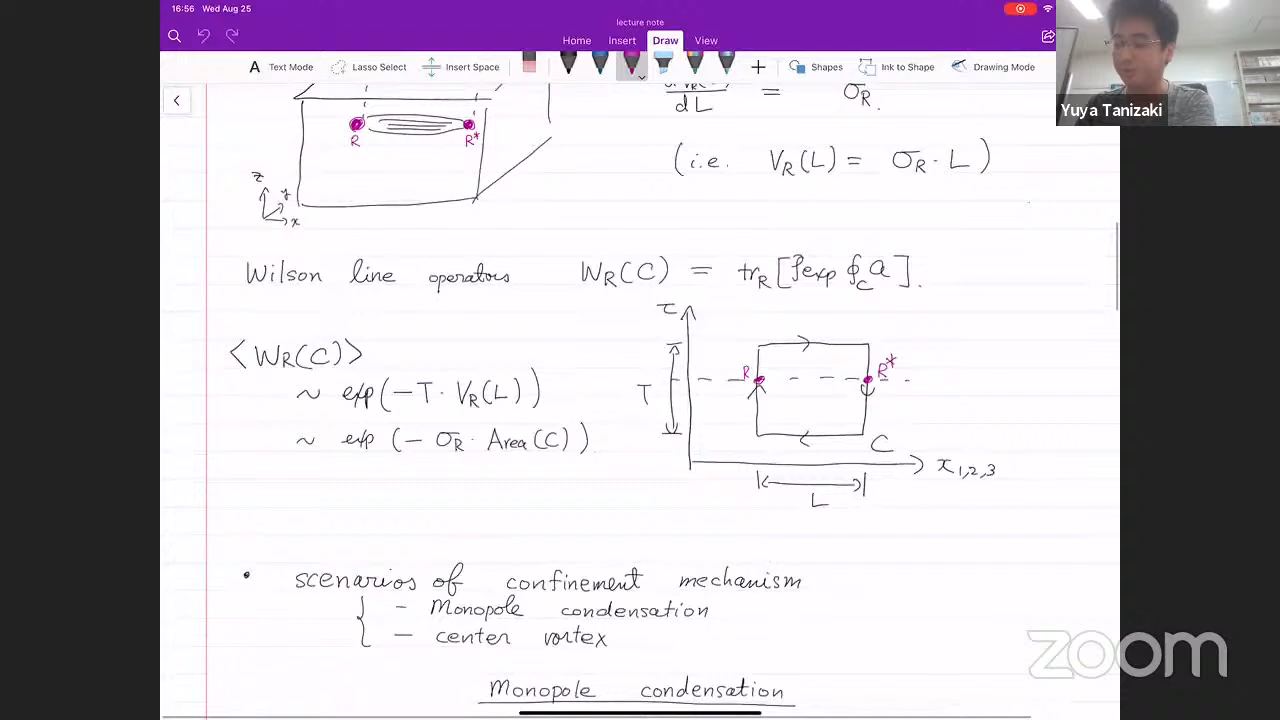 16:56 Wed Aug 25
lecture note
Home Insert Draw View
Text Mode Lasso Select Insert Space Shapes Ink to Shape Drawing Mode
Yuya Tanizaki
dL = σR.
R R*
(i.e. VR(L) = σR · L)
z y x
Wilson line operators WR(C) = trR [Pexp ∮C a].
τ
<WR(C)>
R R*
~ exp(-T · VR(L))
T
~ exp (- σR · Area(C))
C
x1,2,3
L
• scenarios of confinement mechanism
- Monopole condensation
- center vortex
zoom
Monopole condensation